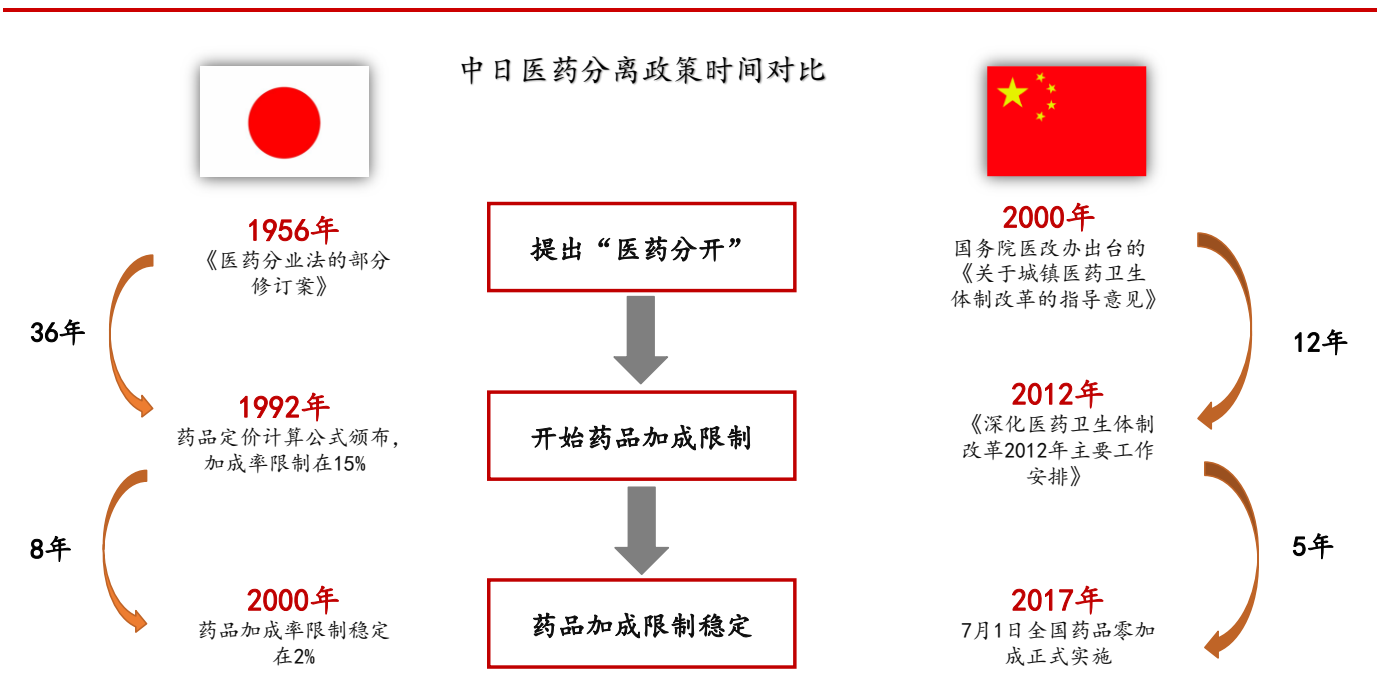 中日医药分离政策时间对比
1956年
《医药分业法的部分
修订案》
36年
1992年
药品定价计算公式颁布，
加成率限制在15%
8年
2000年
药品加成率限制稳定
在2%
提出“医药分开”
开始药品加成限制
药品加成限制稳定
2000年
国务院医改办出台的
《关于城镇医药卫生
体制改革的指导意见》
12年
2012年
《深化医药卫生体制
改革2012年主要工作
安排》
5年
2017年
7月1日全国药品零加
成正式实施